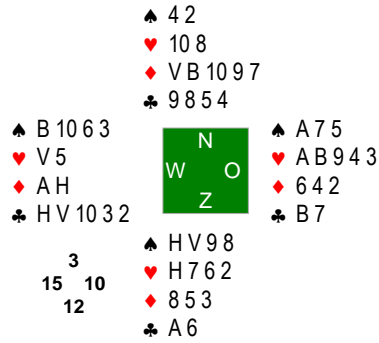 ♠ 4 2
♥ 10 8
♦ V B 10 9 7
♣ 9 8 5 4
♠ B 10 6 3
♥ V 5
♦ A H
♣ H V 10 3 2
N
W O
Z
♠ A 7 5
♥ A B 9 4 3
♦ 6 4 2
♣ B 7
♠ H V 9 8
♥ H 7 6 2
♦ 8 5 3
♣ A 6
3
15 10
12